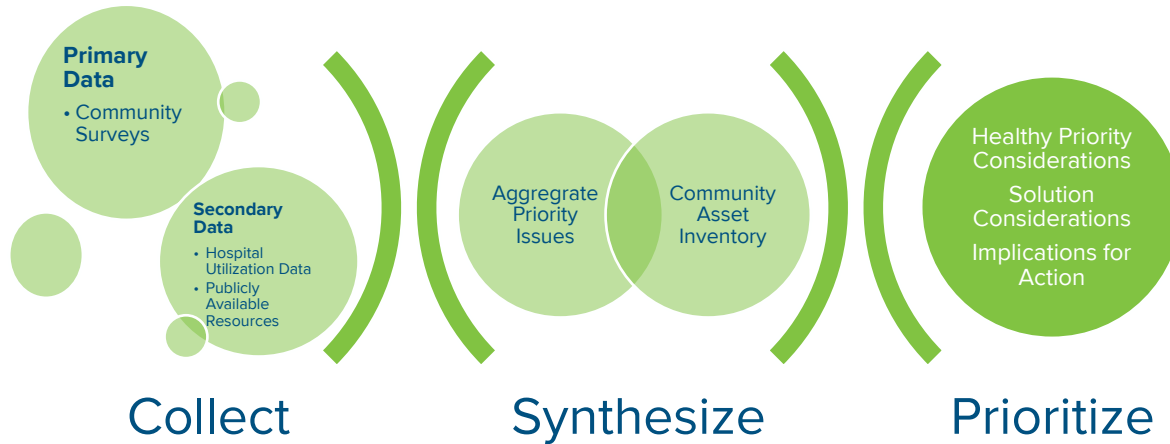 Primary
Data
• Community
Surveys
Secondary
Data
• Hospital
Utilization Data
• Publicly
Available
Resources
Collect
Aggregrate
Priority
Issues
Community
Asset
Inventory
Synthesize
Healthy Priority
Considerations
Solution
Considerations
Implications for
Action
Prioritize